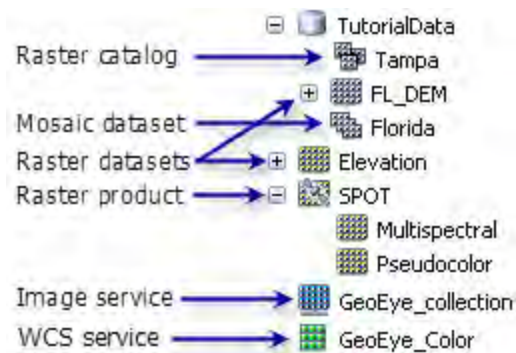 TutorialData
Raster catalog Tampa
FL_DEM
Mosaic dataset Florida
Raster datasets Elevation
Raster product SPOT
Multispectral
Pseudocolor
Image service GeoEye_collection
WCS service GeoEye_Color